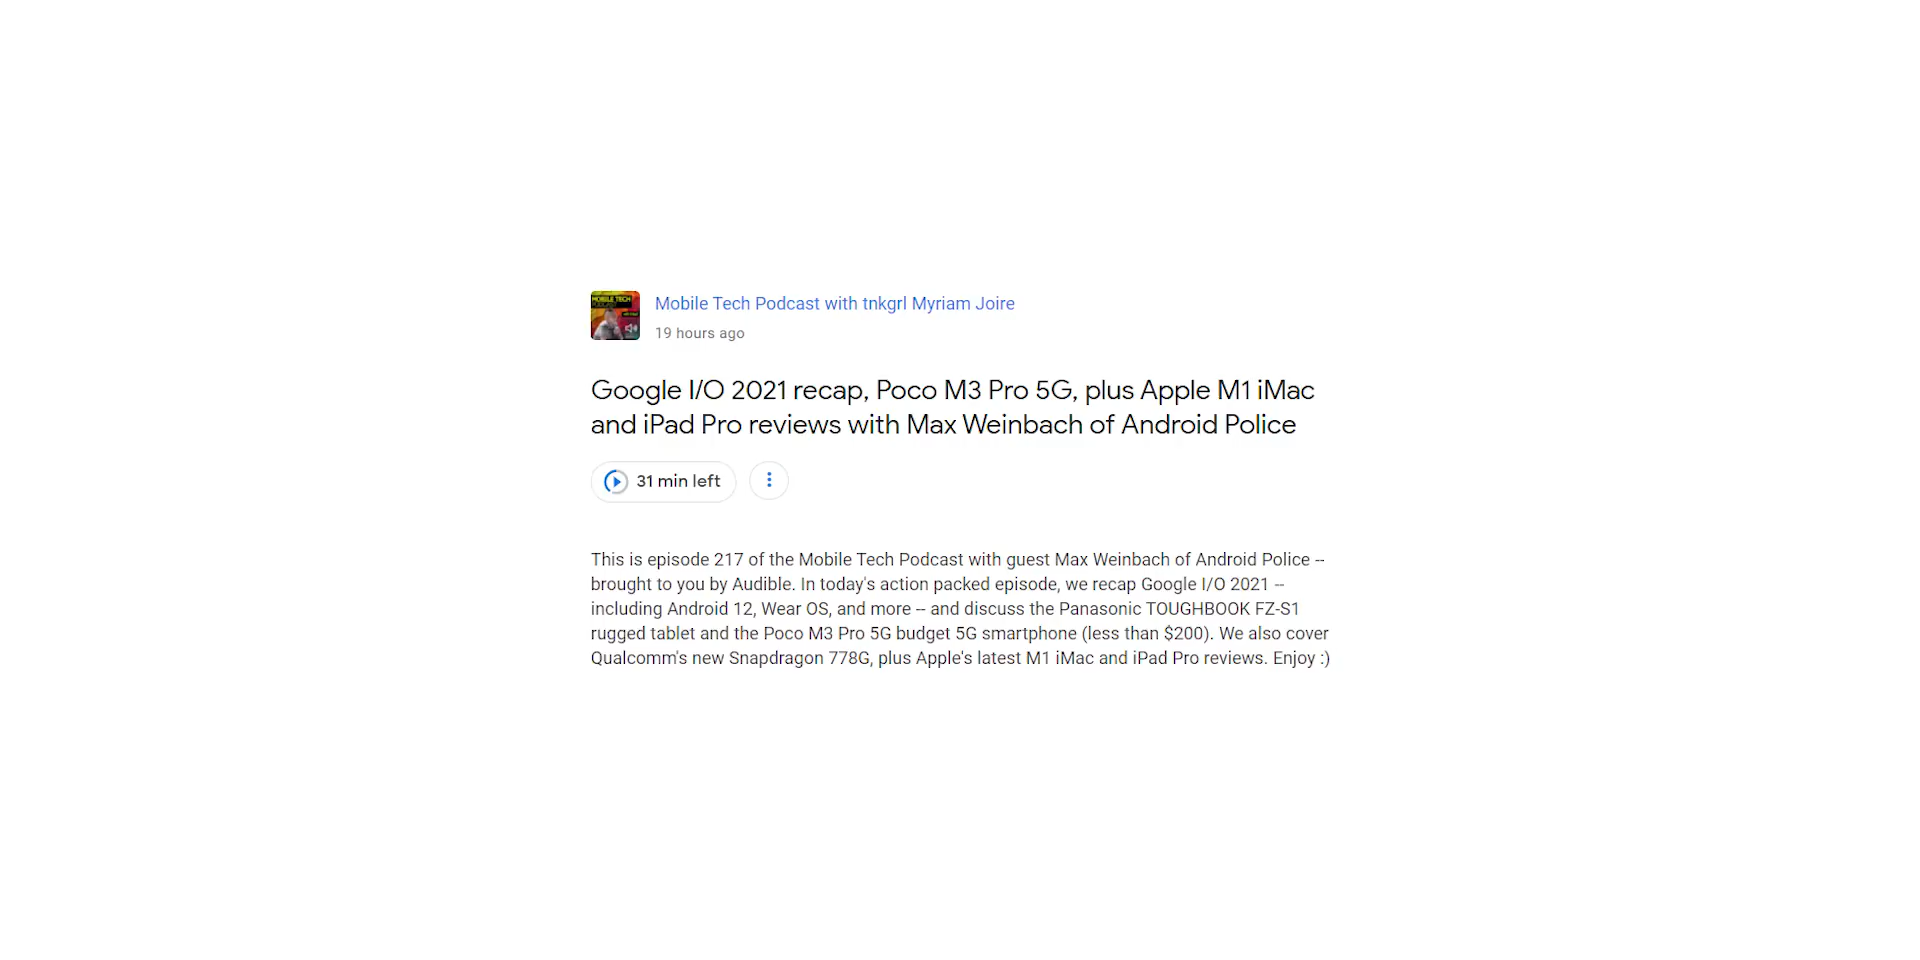 MOBILE TECH
PODCAST
Mobile Tech Podcast with tnkgrl Myriam Joire
19 hours ago
Google I/O 2021 recap, Poco M3 Pro 5G, plus Apple M1 iMac
and iPad Pro reviews with Max Weinbach of Android Police
31 min left
This is episode 217 of the Mobile Tech Podcast with guest Max Weinbach of Android Police --
brought to you by Audible. In today's action packed episode, we recap Google I/O 2021 --
including Android 12, Wear OS, and more -- and discuss the Panasonic TOUGHBOOK FZ-S1
rugged tablet and the Poco M3 Pro 5G budget 5G smartphone (less than $200). We also cover
Qualcomm's new Snapdragon 778G, plus Apple's latest M1 iMac and iPad Pro reviews. Enjoy :)